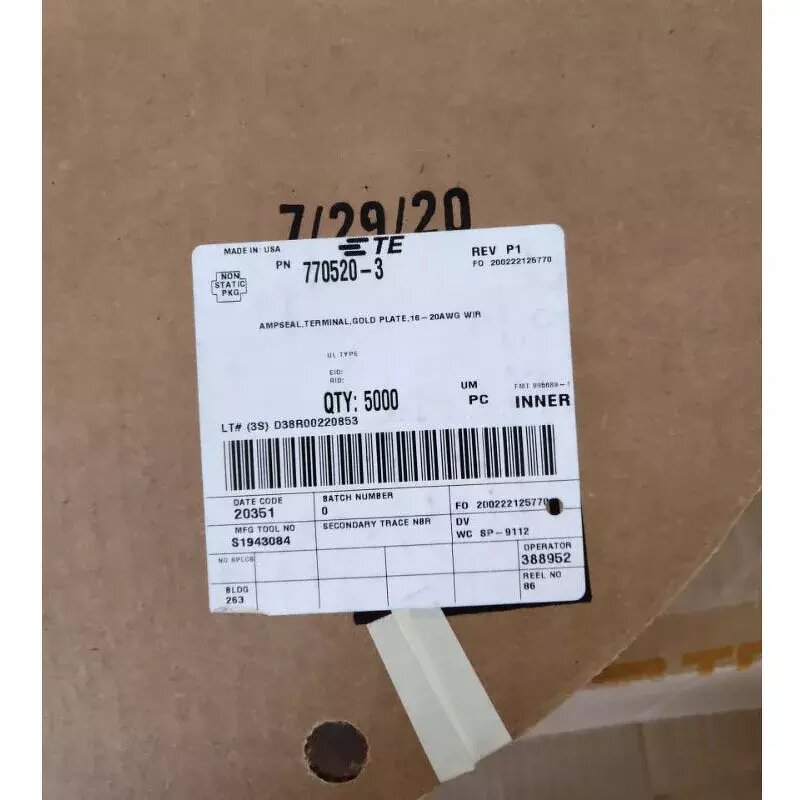 7/29/20
MADE IN: USA
TE
PN 770520-3
REV P1
FO 200222125770
NON
STATIC
PKG
AMPSEAL,TERMINAL,GOLD PLATE,16-20AWG WIR
UL TYPE
EID:
RID:
QTY: 5000
UM
PC
INNER
LT# (3S) D38R00220853
DATE CODE
20351
BATCH NUMBER
0
FO 200222125770
MFG TOOL NO
S1943084
SECONDARY TRACE NBR
DV
WC SP-9112
OPERATOR
388952
BLDG
263
REEL NO
86